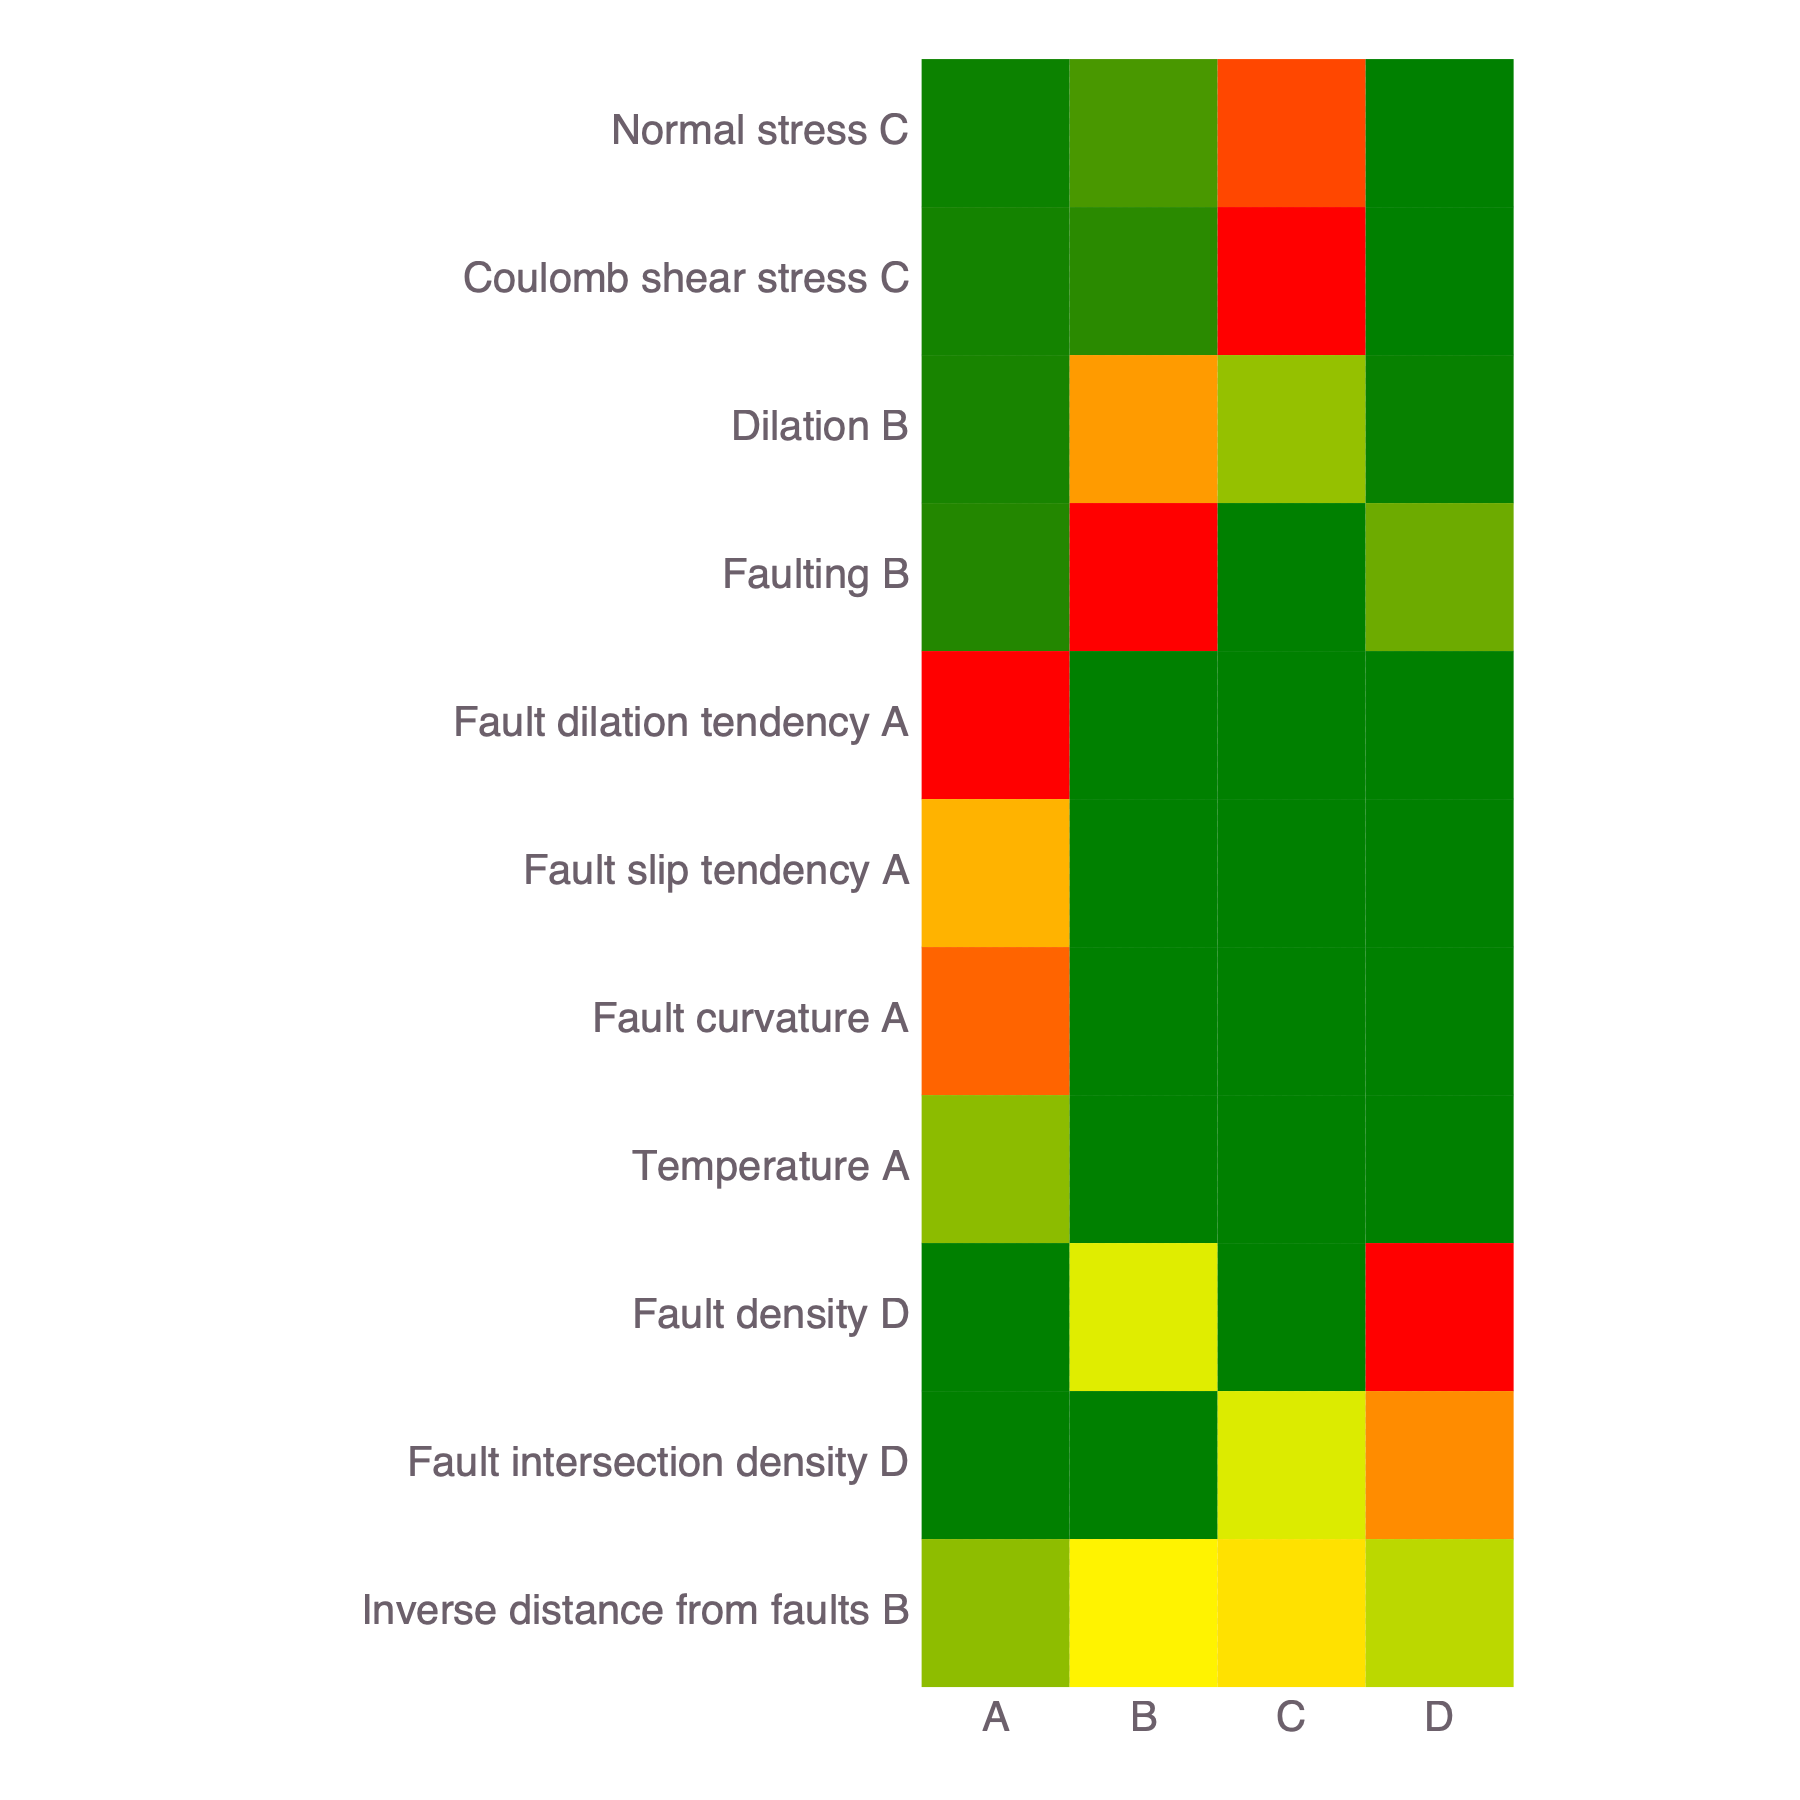 Normal stress C
Coulomb shear stress C
Dilation B
Faulting B
Fault dilation tendency A
Fault slip tendency A
Fault curvature A
Temperature A
Fault density D
Fault intersection density D
Inverse distance from faults B
A B C D